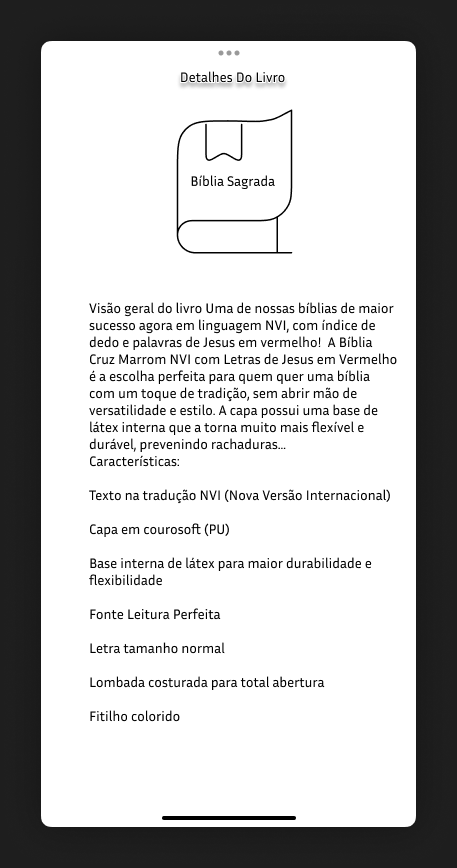 Detalhes Do Livro
Bíblia Sagrada
Visão geral do livro Uma de nossas bíblias de maior
sucesso agora em linguagem NVI, com índice de
dedo e palavras de Jesus em vermelho!  A Bíblia
Cruz Marrom NVI com Letras de Jesus em Vermelho
é a escolha perfeita para quem quer uma bíblia
com um toque de tradição, sem abrir mão de
versatilidade e estilo. A capa possui uma base de
látex interna que a torna muito mais flexível e
durável, prevenindo rachaduras...
Características:
Texto na tradução NVI (Nova Versão Internacional)
Capa em courosoft (PU)
Base interna de látex para maior durabilidade e
flexibilidade
Fonte Leitura Perfeita
Letra tamanho normal
Lombada costurada para total abertura
Fitilho colorido